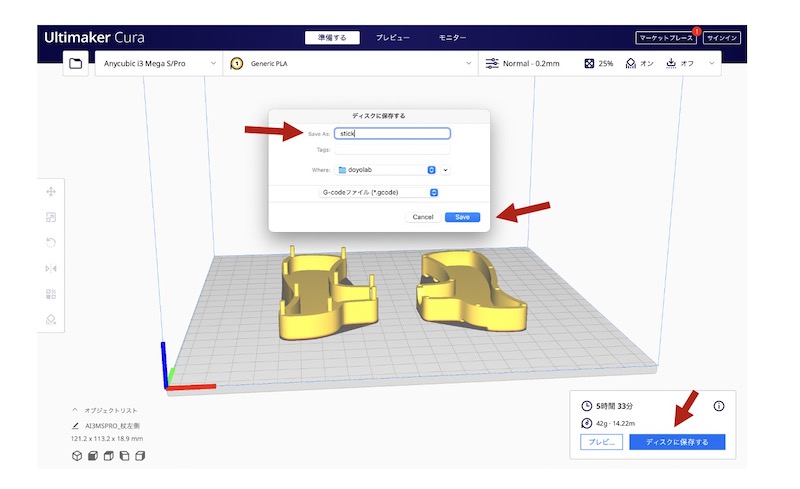 Ultimaker Cura
準備する
プレビュー
モニター
マーケットプレース
1
サインイン
Anycubic i3 Mega S/Pro
1
Generic PLA
Normal - 0.2mm
25%
オン
オフ
ディスクに保存する
Save As:
stick
Tags:
Where:
doyolab
G-codeファイル (*.gcode)
Cancel
Save
オブジェクトリスト
AI3MSPRO_杖左側
121.2 x 113.2 x 18.9 mm
5時間 33分
42g · 14.22m
プレビ...
ディスクに保存する